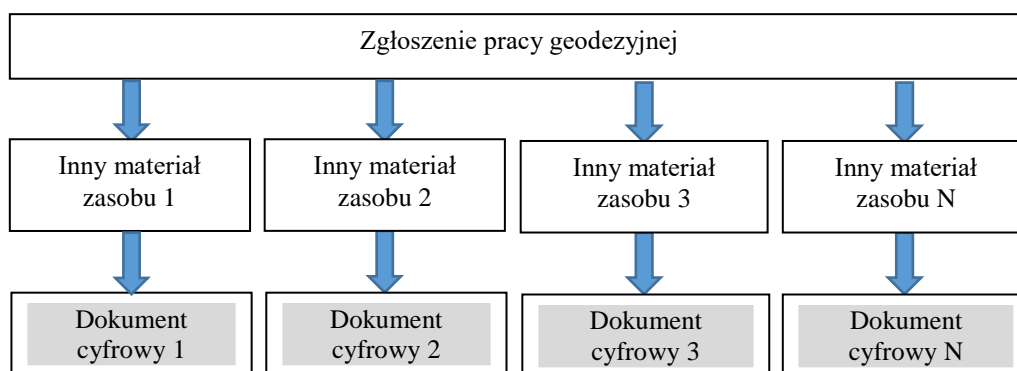 Zgłoszenie pracy geodezyjnej
Inny materiał
zasobu 1
Inny materiał
zasobu 2
Inny materiał
zasobu 3
Inny materiał
zasobu N
Dokument
cyfrowy 1
Dokument
cyfrowy 2
Dokument
cyfrowy 3
Dokument
cyfrowy N